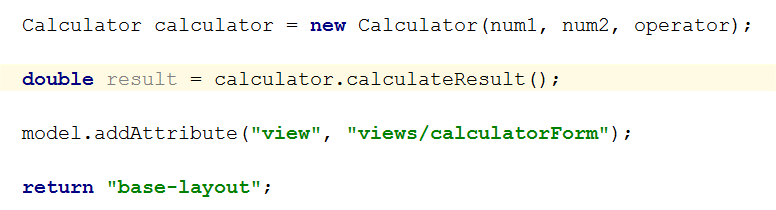 Calculator calculator = new Calculator(num1, num2, operator);
double result = calculator.calculateResult();
model.addAttribute("view", "views/calculatorForm");
return "base-layout";